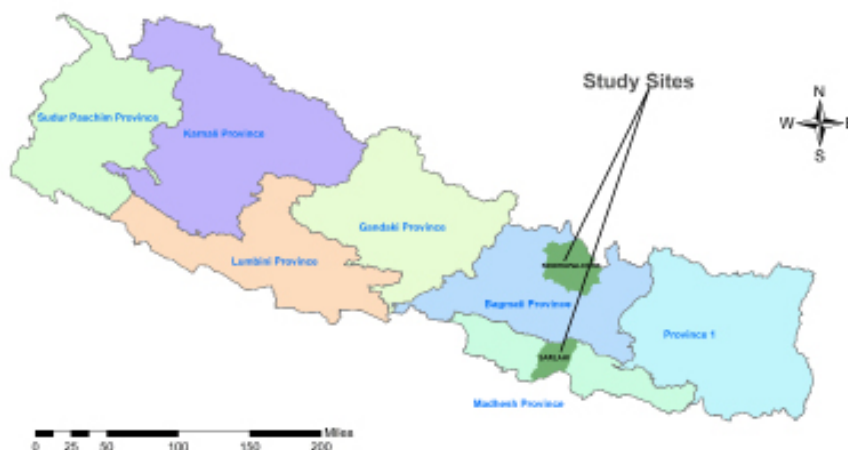 Study Sites
N
W
E
S
Sudur Paschim Province
Karnali Province
Gandaki Province
Lumbini Province
Bagmati Province
Province 1
SARLAHI
Madhesh Province
Miles
0 25 50 100 150 200